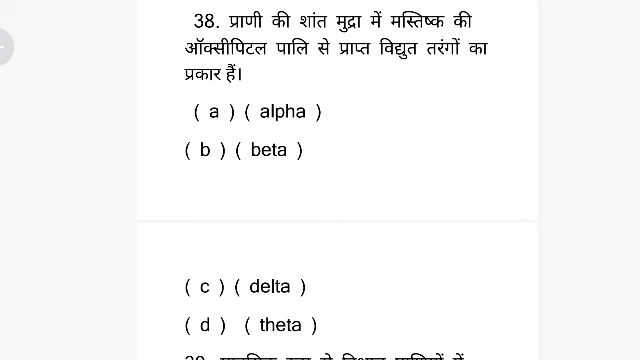 38. प्राणी की शांत मुद्रा में मस्तिष्क की
ऑक्सीपिटल पालि से प्राप्त विद्युत तरंगों का
प्रकार हैं।
( a ) ( alpha )
( b ) ( beta )
( c ) ( delta )
( d ) ( theta )